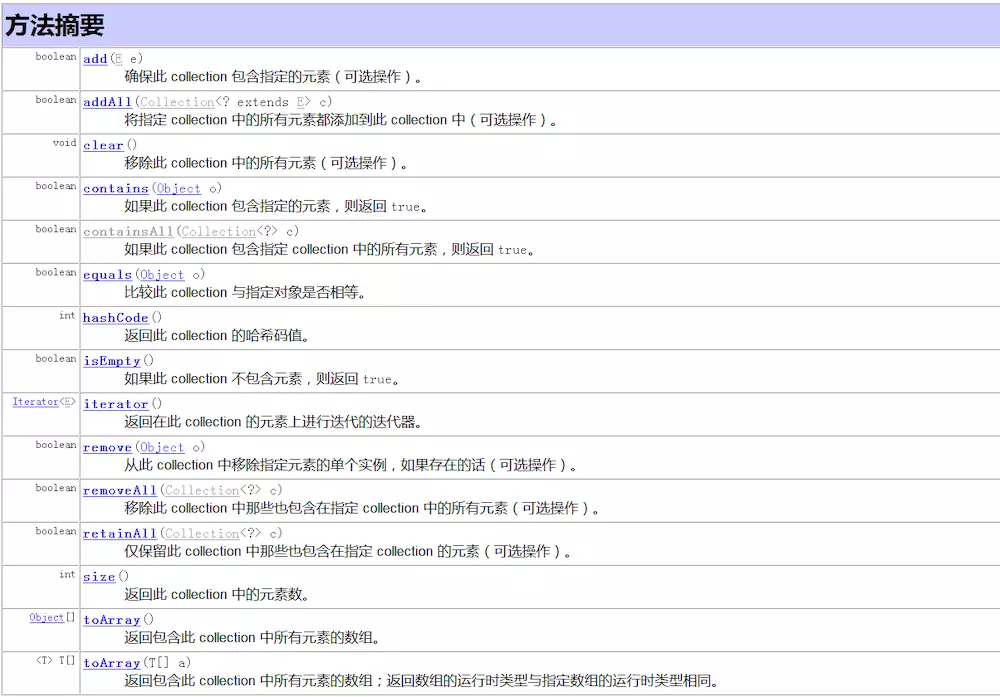 方法摘要
boolean add(E e)
确保此 collection 包含指定的元素（可选操作）。
boolean addAll(Collection<? extends E> c)
将指定 collection 中的所有元素都添加到此 collection 中（可选操作）。
void clear()
移除此 collection 中的所有元素（可选操作）。
boolean contains(Object o)
如果此 collection 包含指定的元素，则返回 true。
boolean containsAll(Collection<?> c)
如果此 collection 包含指定 collection 中的所有元素，则返回 true。
boolean equals(Object o)
比较此 collection 与指定对象是否相等。
int hashCode()
返回此 collection 的哈希码值。
boolean isEmpty()
如果此 collection 不包含元素，则返回 true。
Iterator<E> iterator()
返回在此 collection 的元素上进行迭代的迭代器。
boolean remove(Object o)
从此 collection 中移除指定元素的单个实例，如果存在的话（可选操作）。
boolean removeAll(Collection<?> c)
移除此 collection 中那些也包含在指定 collection 中的所有元素（可选操作）。
boolean retainAll(Collection<?> c)
仅保留此 collection 中那些也包含在指定 collection 的元素（可选操作）。
int size()
返回此 collection 中的元素数。
Object[] toArray()
返回包含此 collection 中所有元素的数组。
<T> T[] toArray(T[] a)
返回包含此 collection 中所有元素的数组；返回数组的运行时类型与指定数组的运行时类型相同。